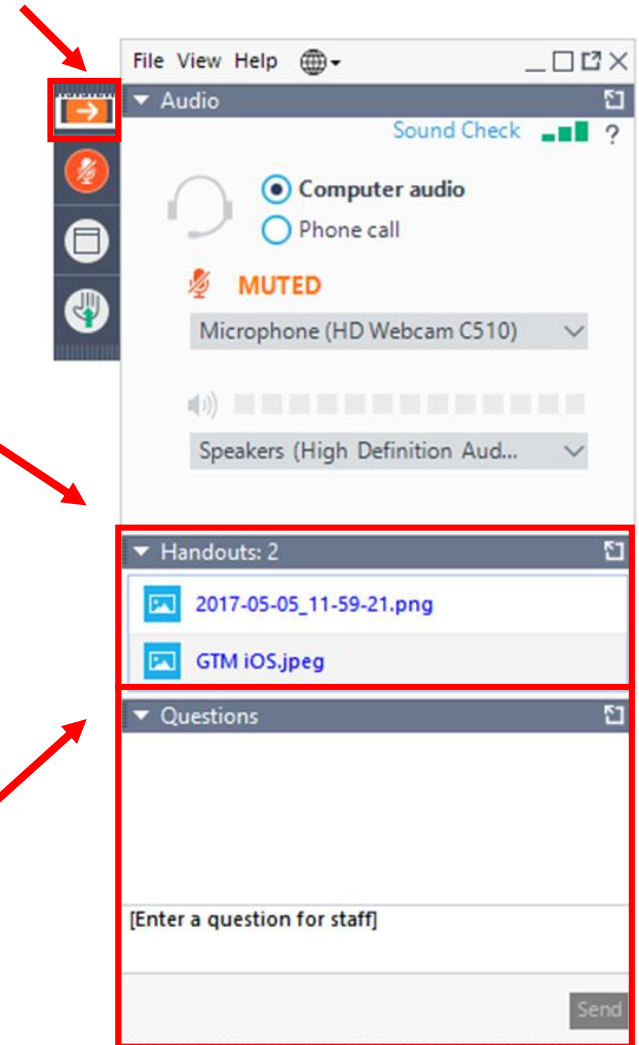 File View Help
Audio
Sound Check ?
Computer audio
Phone call
MUTED
Microphone (HD Webcam C510)
Speakers (High Definition Aud...
Handouts: 2
2017-05-05_11-59-21.png
GTM iOS.jpeg
Questions
[Enter a question for staff]
Send